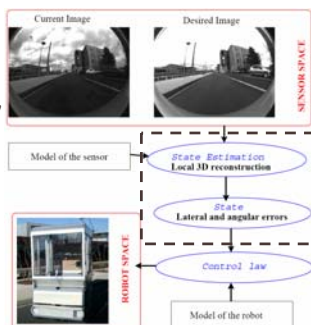 Current Image
Desired Image
SENSOR SPACE
Model of the sensor
State Estimation
Local 3D reconstruction
State
Lateral and angular errors
Control law
ROBOT SPACE
Model of the robot